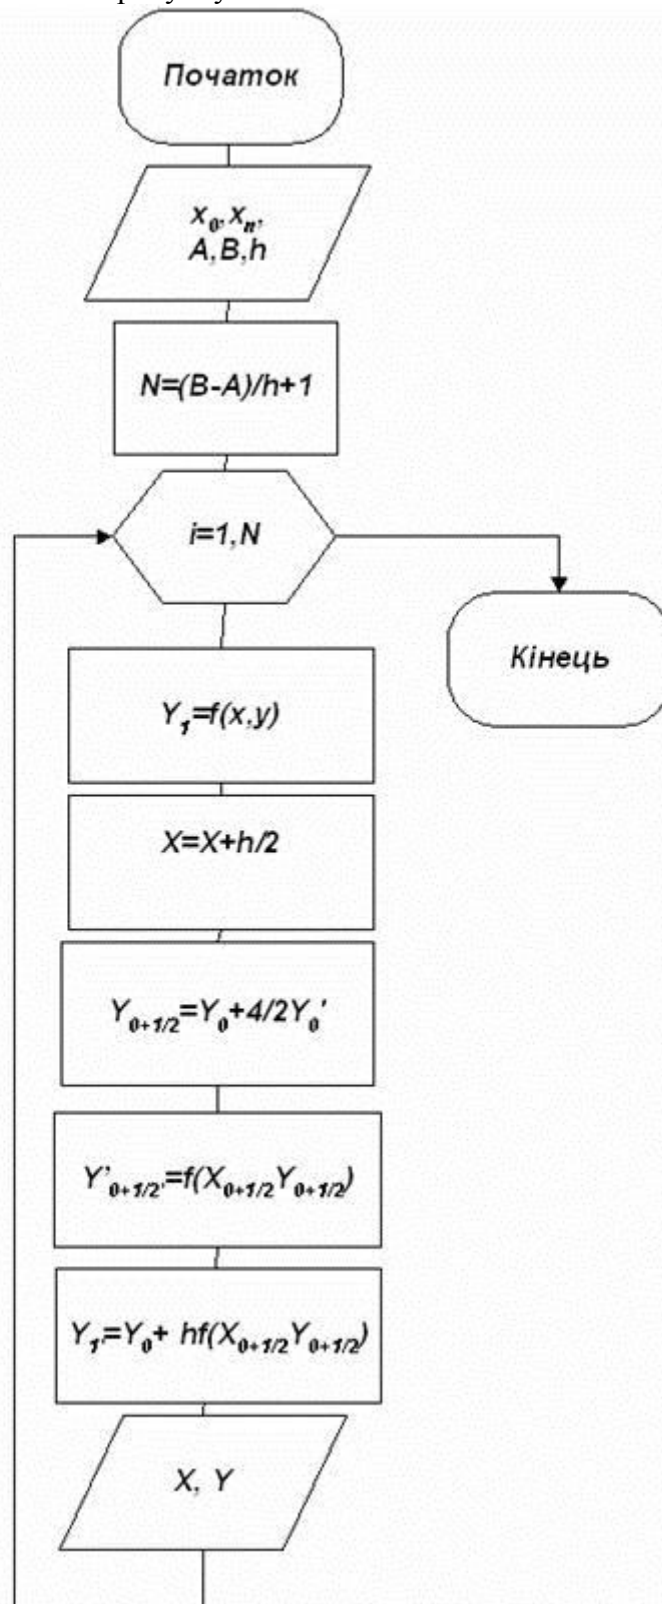 Початок
x₀, x_п,
A,B,h
N=(B-A)/h+1
i=1,N
Кінець
Y₁=f(x,y)
X=X+h/2
Y₀₊₁/₂=Y₀+4/2Y₀'
Y'₀₊₁/₂,=f(X₀₊₁/₂Y₀₊₁/₂)
Y₁,=Y₀+ hf(X₀₊₁/₂Y₀₊₁/₂)
X, Y